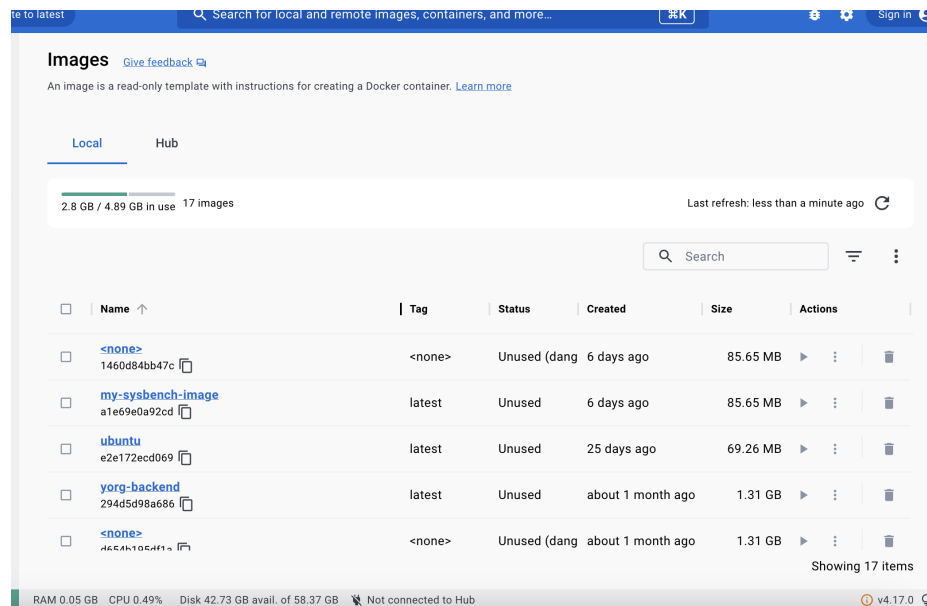 te to latest Search for local and remote images, containers, and more... ⌘K Sign in
Images Give feedback
An image is a read-only template with instructions for creating a Docker container. Learn more
Local Hub
2.8 GB / 4.89 GB in use 17 images Last refresh: less than a minute ago
Search
Name Tag Status Created Size Actions
<none> <none> Unused (dang 6 days ago 85.65 MB
1460d84bb47c
my-sysbench-image latest Unused 6 days ago 85.65 MB
a1e69e0a92cd
ubuntu latest Unused 25 days ago 69.26 MB
e2e172ecd069
yorg-backend latest Unused about 1 month ago 1.31 GB
294d5d98a686
<none> <none> Unused (dang about 1 month ago 1.31 GB
d654b195df1a
Showing 17 items
RAM 0.05 GB CPU 0.49% Disk 42.73 GB avail. of 58.37 GB Not connected to Hub v4.17.0